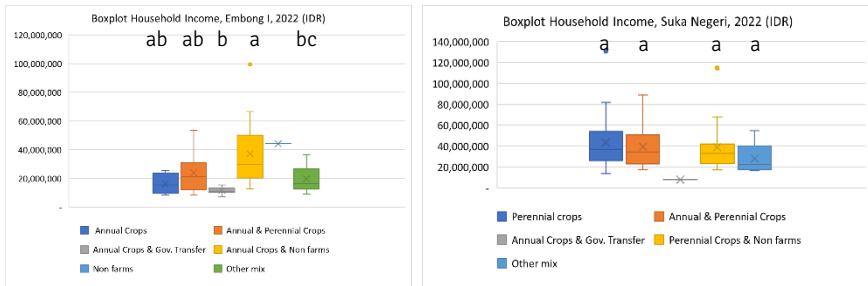 Boxplot Household Income, Embong I, 2022 (IDR)
ab ab b a bc
120,000,000
100,000,000
80,000,000
60,000,000
40,000,000
20,000,000
-
Annual Crops
Annual & Perennial Crops
Annual Crops & Gov. Transfer
Annual Crops & Non farms
Non farms
Other mix
Boxplot Household Income, Suka Negeri, 2022 (IDR)
a a a a
140,000,000
120,000,000
100,000,000
80,000,000
60,000,000
40,000,000
20,000,000
-
Perennial crops
Annual & Perennial Crops
Annual Crops & Gov. Transfer
Perennial Crops & Non farms
Other mix